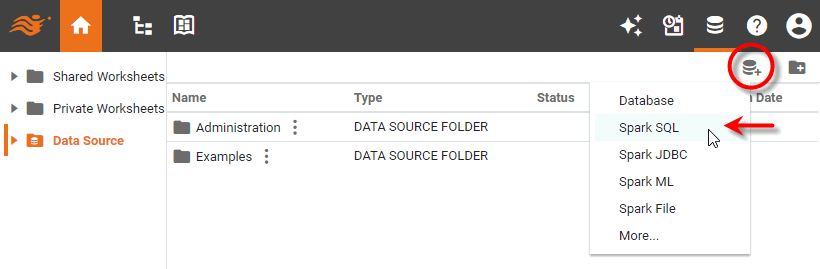 Shared Worksheets
Private Worksheets
Data Source
Name Type Status Date
Administration DATA SOURCE FOLDER
Examples DATA SOURCE FOLDER
Database
Spark SQL
Spark JDBC
Spark ML
Spark File
More...